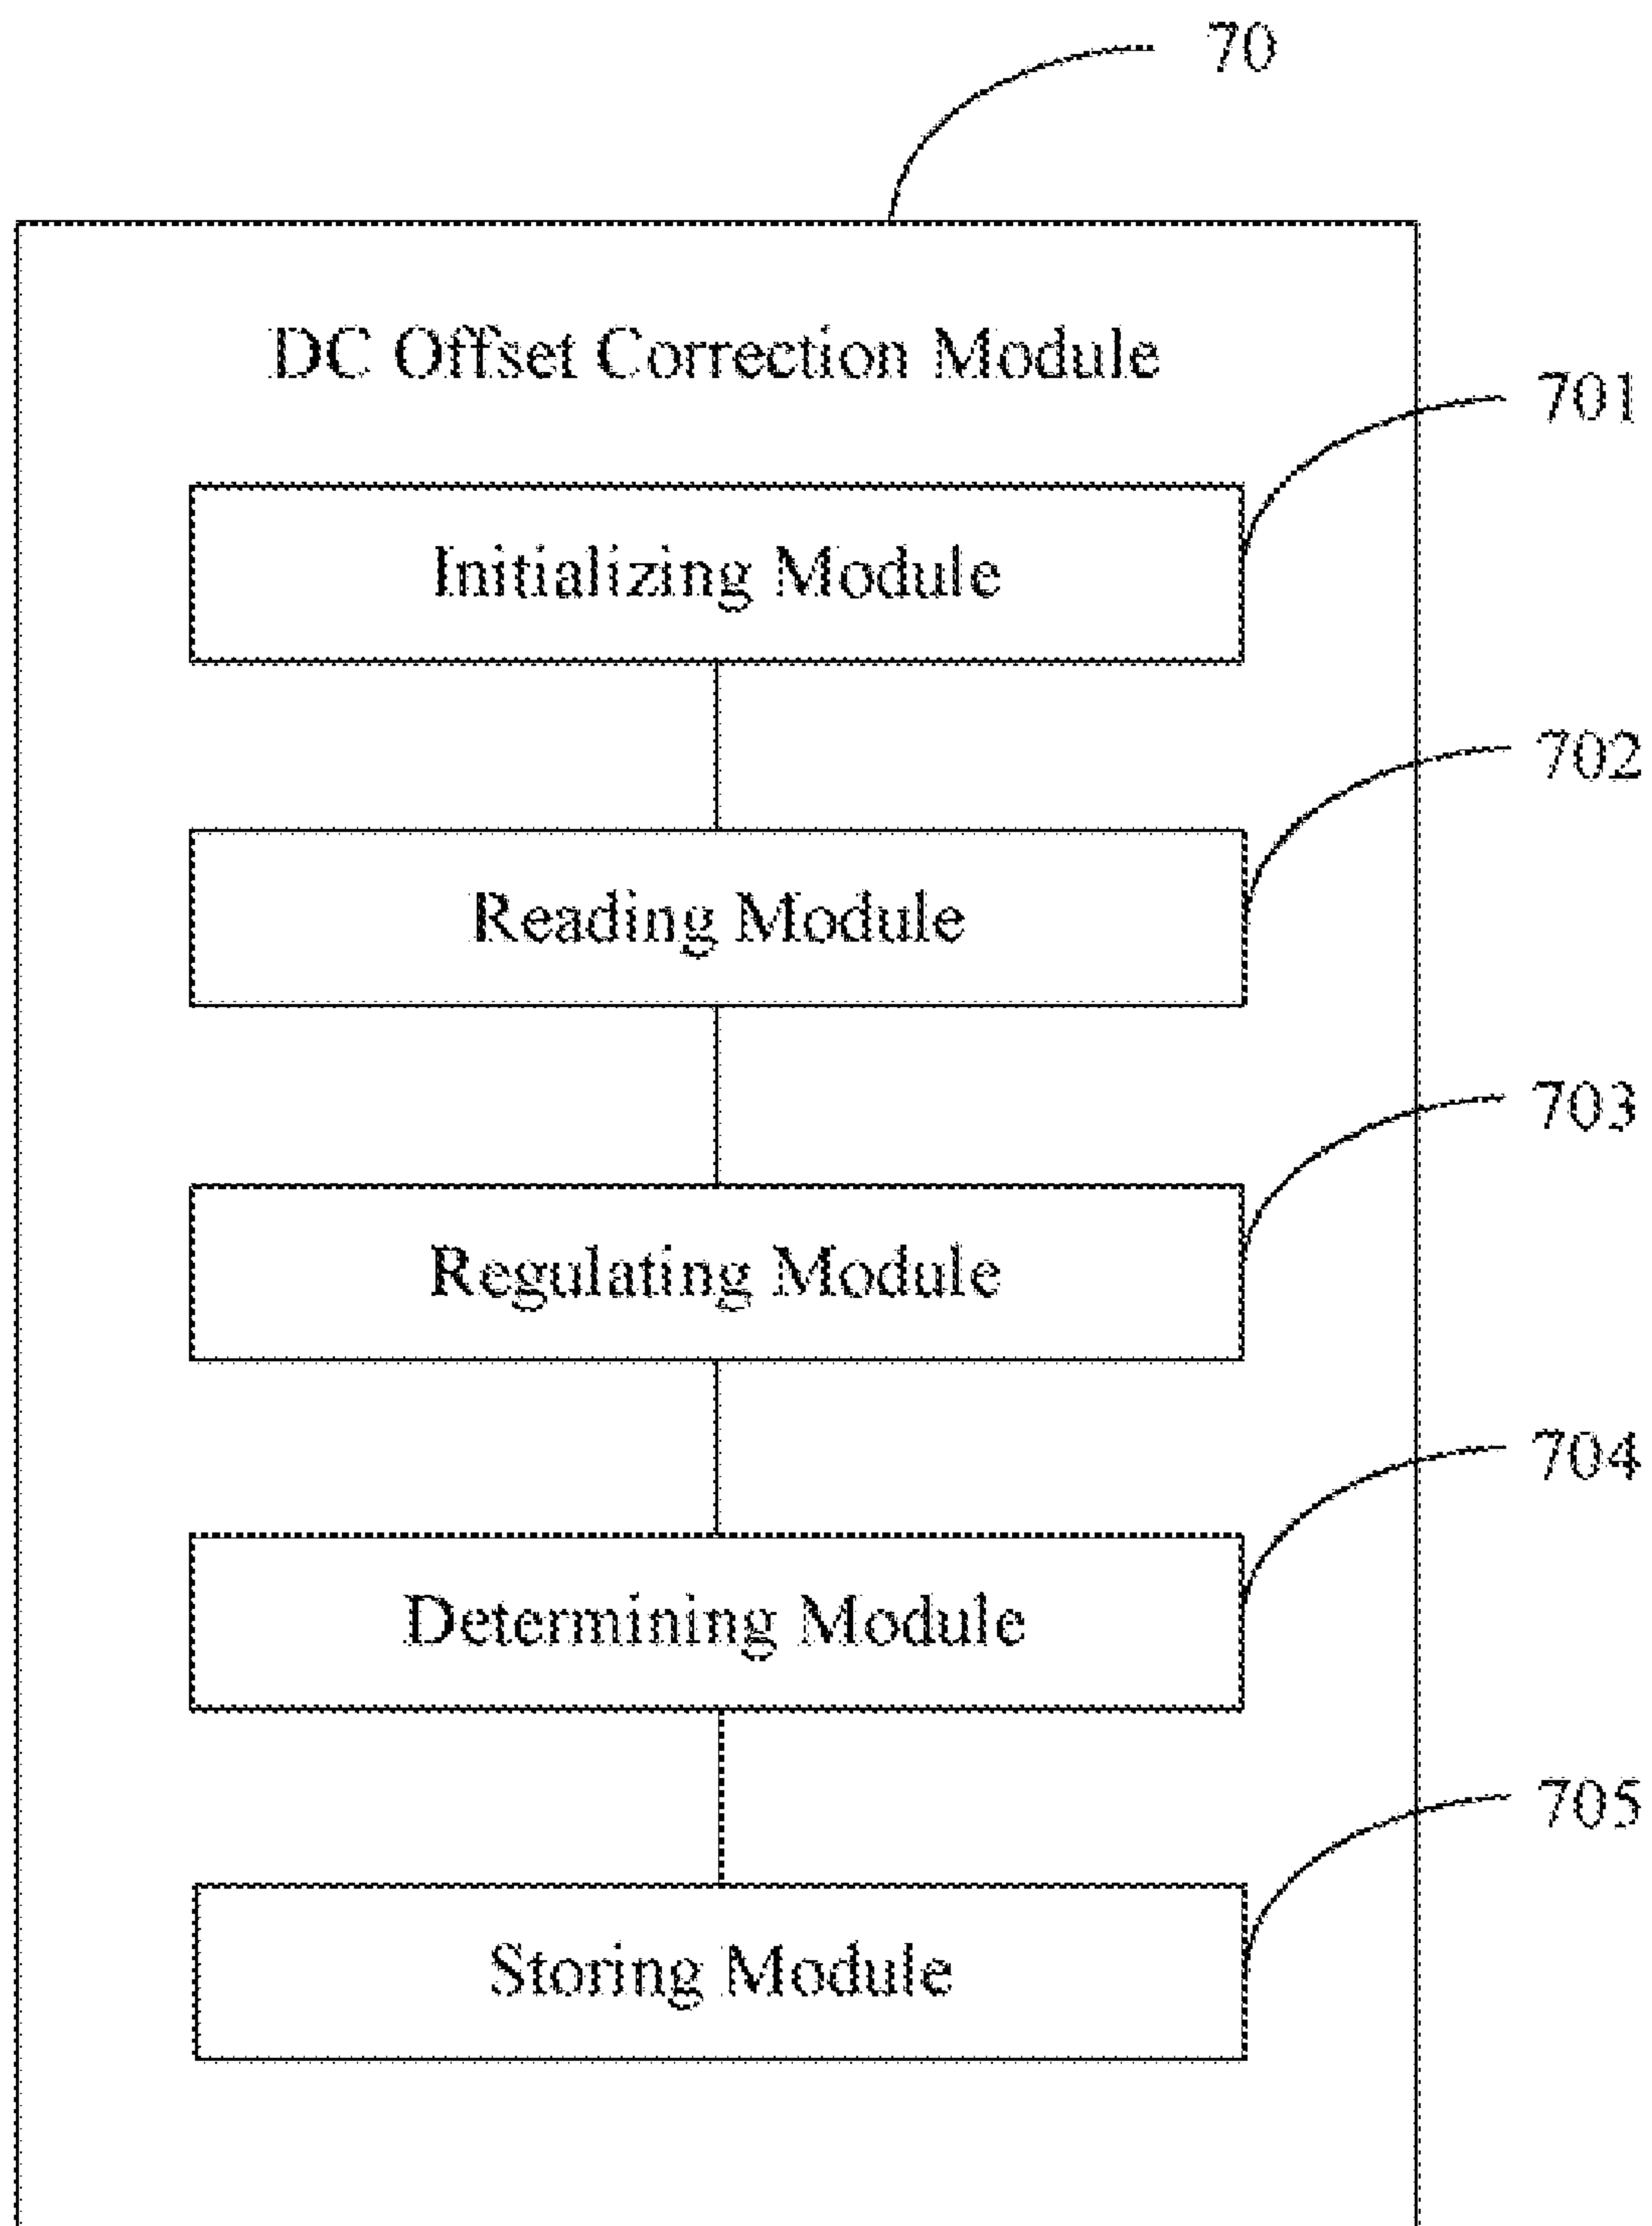 70
DC Offset Correction Module
701
Initializing Module
702
Reading Module
703
Regulating Module
704
Determining Module
705
Storing Module